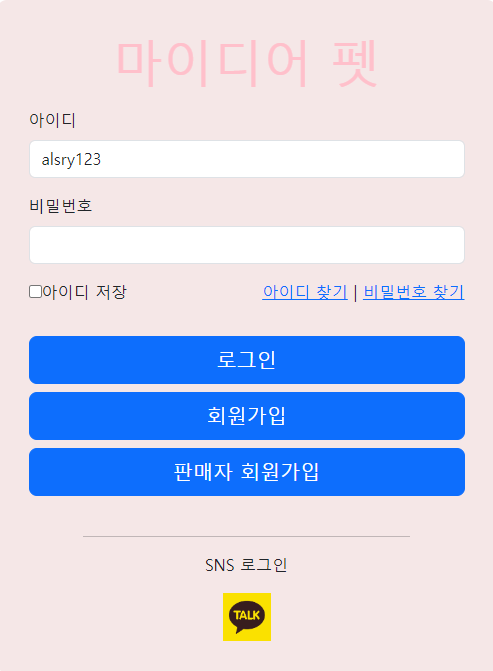 마이디어 펫
아이디
alsry123
비밀번호
아이디 저장 아이디 찾기 | 비밀번호 찾기
로그인
회원가입
판매자 회원가입
SNS 로그인
TALK